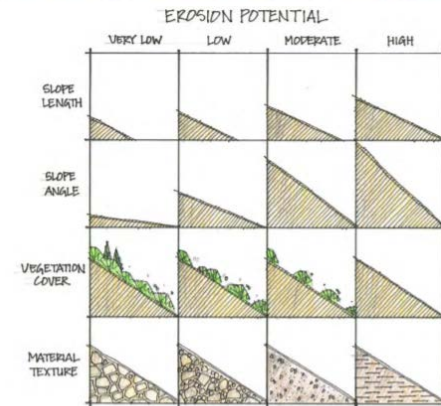 EROSION POTENTIAL
VERY LOW LOW MODERATE HIGH
SLOPE
LENGTH
SLOPE
ANGLE
VEGETATION
COVER
MATERIAL
TEXTURE